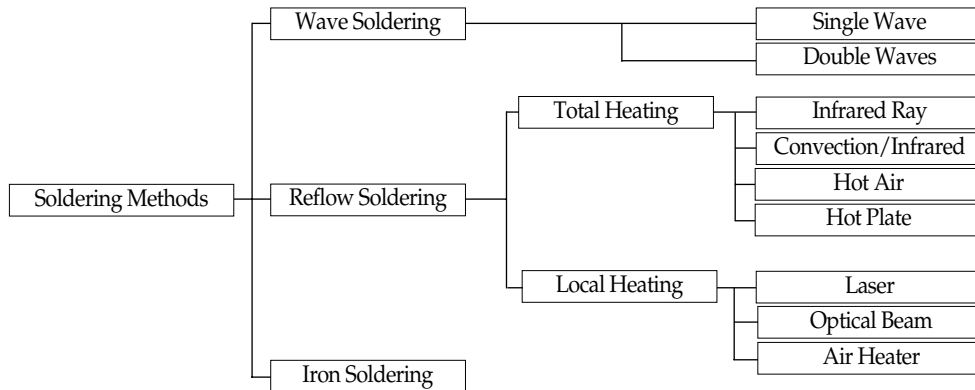 Wave Soldering
Single Wave
Double Waves
Total Heating
Infrared Ray
Convection/Infrared
Hot Air
Hot Plate
Soldering Methods
Reflow Soldering
Local Heating
Laser
Optical Beam
Air Heater
Iron Soldering